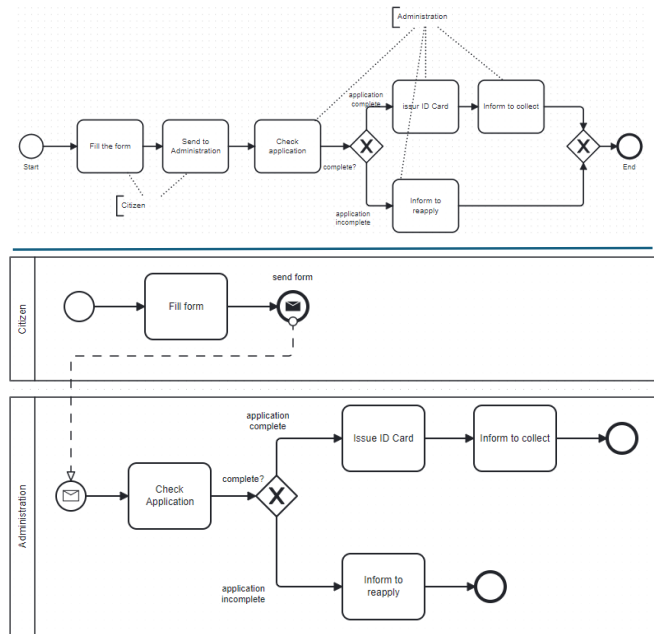 Administration
application
complete
issur ID Card
Inform to collect
Fill the form
Send to
Administration
Check
application
complete?
Start
End
Citizen
Inform to
reapply
application
incomplete
Citizen
send form
Fill form
Administration
application
complete
Issue ID Card
Inform to collect
Check
Application
complete?
application
incomplete
Inform to
reapply